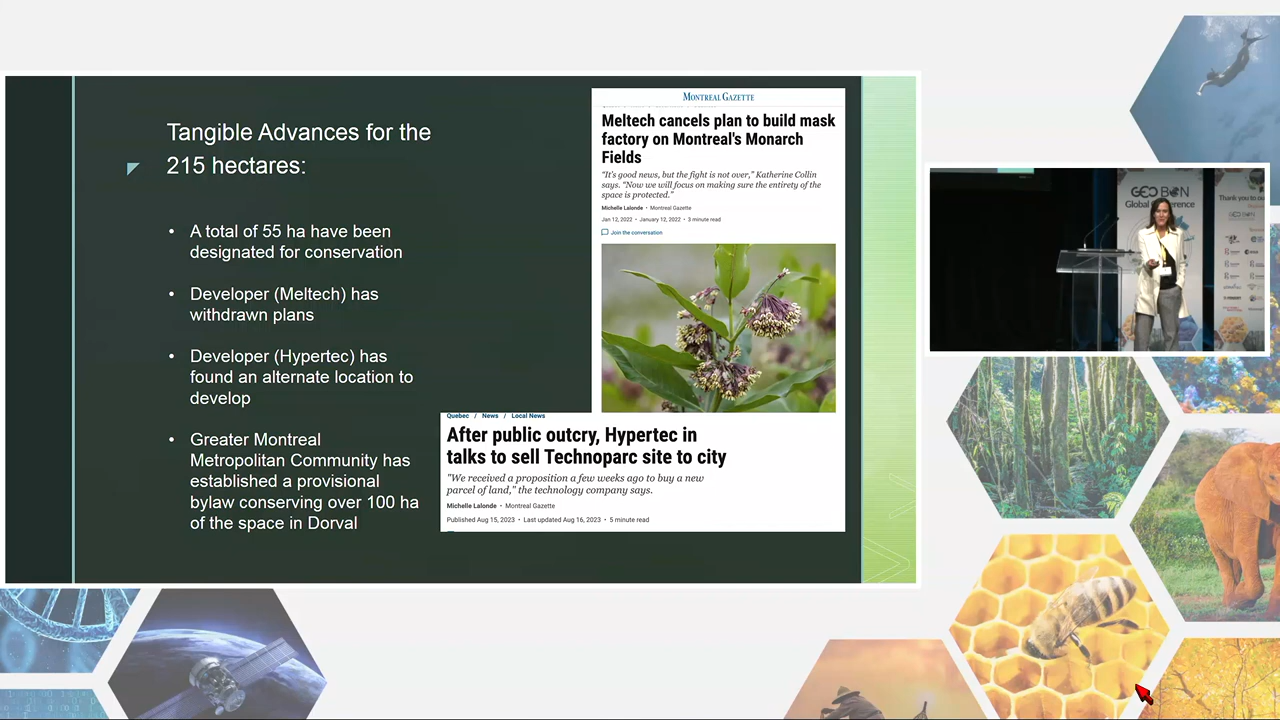 Tangible Advances for the
215 hectares:
• A total of 55 ha have been
designated for conservation
• Developer (Meltech) has
withdrawn plans
• Developer (Hypertec) has
found an alternate location to
develop
• Greater Montreal
Metropolitan Community has
established a provisional
bylaw conserving over 100 ha
of the space in Dorval
MONTREAL GAZETTE
Meltech cancels plan to build mask
factory on Montreal's Monarch
Fields
“It’s good news, but the fight is not over,” Katherine Collin
says. “Now we will focus on making sure the entirety of the
space is protected.”
Michelle Lalonde • Montreal Gazette
Jan 12, 2022 • January 12, 2022 • 3 minute read
Join the conversation
Quebec / News / Local News
After public outcry, Hypertec in
talks to sell Technoparc site to city
"We received a proposition a few weeks ago to buy a new
parcel of land," the technology company says.
Michelle Lalonde • Montreal Gazette
Published Aug 15, 2023 • Last updated Aug 16, 2023 • 5 minute read
GEO BON
Global
Thank you to